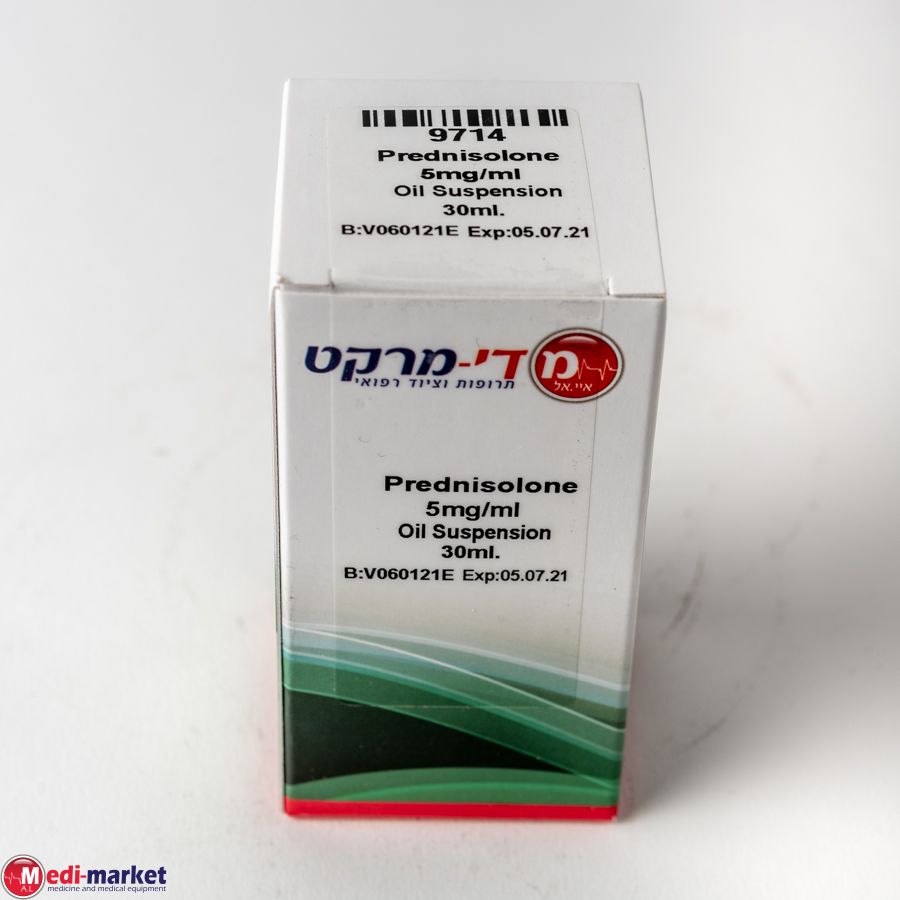 9714
Prednisolone
5mg/ml
Oil Suspension
30ml.
B:V060121E Exp:05.07.21
מדי-מרקט
תרופות וציוד רפואי
איי.אל
Prednisolone
5mg/ml
Oil Suspension
30ml.
B:V060121E Exp:05.07.21
Medi-market
A.L
medicine and medical equipment